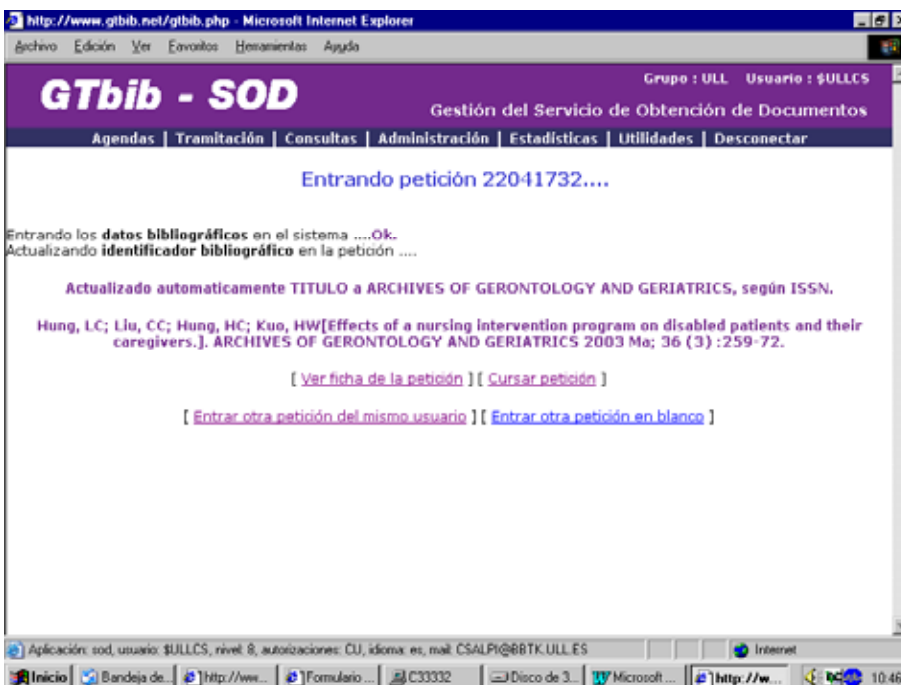 http://www.gtbib.net/gtbib.php - Microsoft Internet Explorer
Archivo Edición Ver Favoritos Herramientas Ayuda
Grupo : ULL Usuario : $ULLCS
GTbib - SOD
Gestión del Servicio de Obtención de Documentos
Agendas | Tramitación | Consultas | Administración | Estadísticas | Utilidades | Desconectar
Entrando petición 22041732....
Entrando los datos bibliográficos en el sistema ....Ok.
Actualizando identificador bibliográfico en la petición ....
Actualizado automaticamente TITULO a ARCHIVES OF GERONTOLOGY AND GERIATRICS, según ISSN.
Hung, LC; Liu, CC; Hung, HC; Kuo, HW[Effects of a nursing intervention program on disabled patients and their
caregivers.]. ARCHIVES OF GERONTOLOGY AND GERIATRICS 2003 Ma; 36 (3) :259-72.
[ Ver ficha de la petición ] [ Cursar petición ]
[ Entrar otra petición del mismo usuario ] [ Entrar otra petición en blanco ]
Aplicación: sod, usuario: $ULLCS, nivel: 8, autorizaciones: CU, idioma: es, mail: CSALPI@BBTK.ULL.ES Internet
Inicio Bandeja de... http://ww... Formulario ... C33332 Disco de 3... Microsoft ... http://w... 10:46